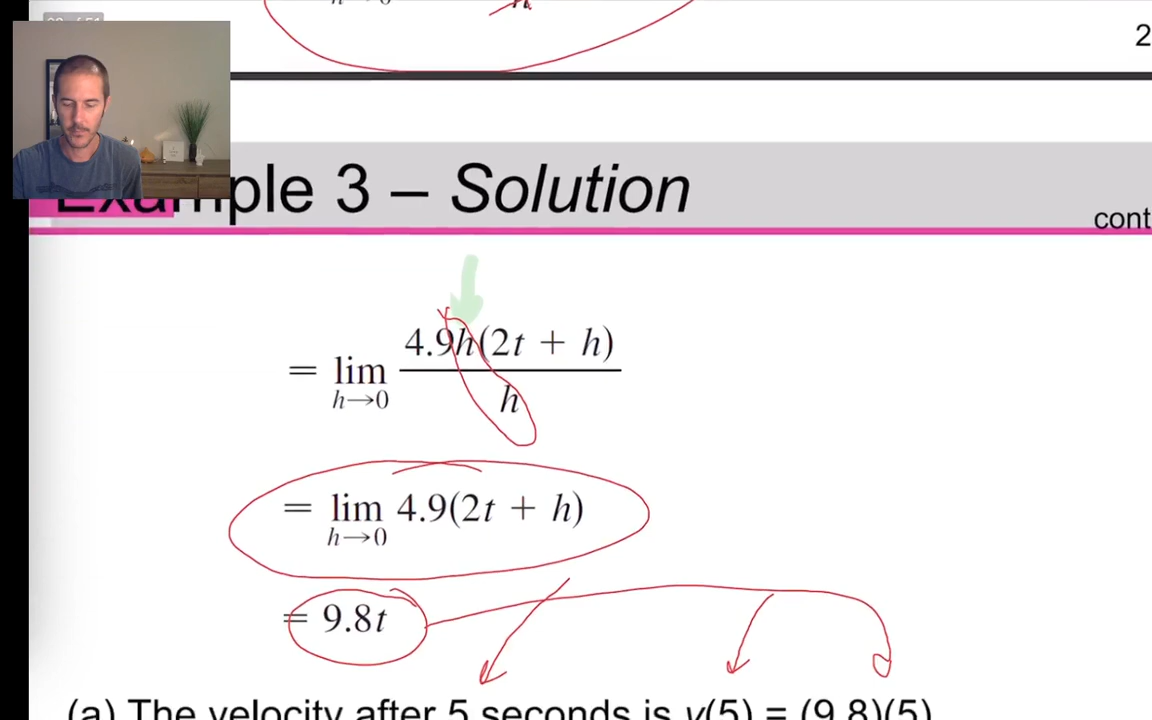 2
Example 3 – Solution
cont
= lim h→0 4.9h(2t + h) / h
= lim h→0 4.9(2t + h)
= 9.8t
(a) The velocity after 5 seconds is v(5) = (9.8)(5)